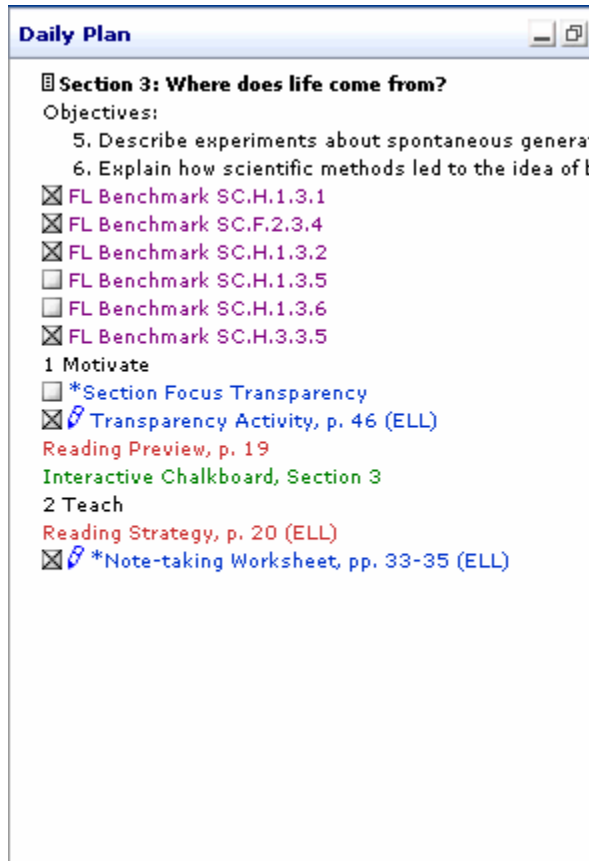 Daily Plan
Section 3: Where does life come from?
Objectives:
5. Describe experiments about spontaneous
6. Explain how scientific methods led to the idea of
FL Benchmark SC.H.1.3.1
FL Benchmark SC.F.2.3.4
FL Benchmark SC.H.1.3.2
FL Benchmark SC.H.1.3.5
FL Benchmark SC.H.1.3.6
FL Benchmark SC.H.3.3.5
1 Motivate
*Section Focus Transparency
Transparency Activity, p. 46 (ELL)
Reading Preview, p. 19
Interactive Chalkboard, Section 3
2 Teach
Reading Strategy, p. 20 (ELL)
*Note-taking Worksheet, pp. 33-35 (ELL)